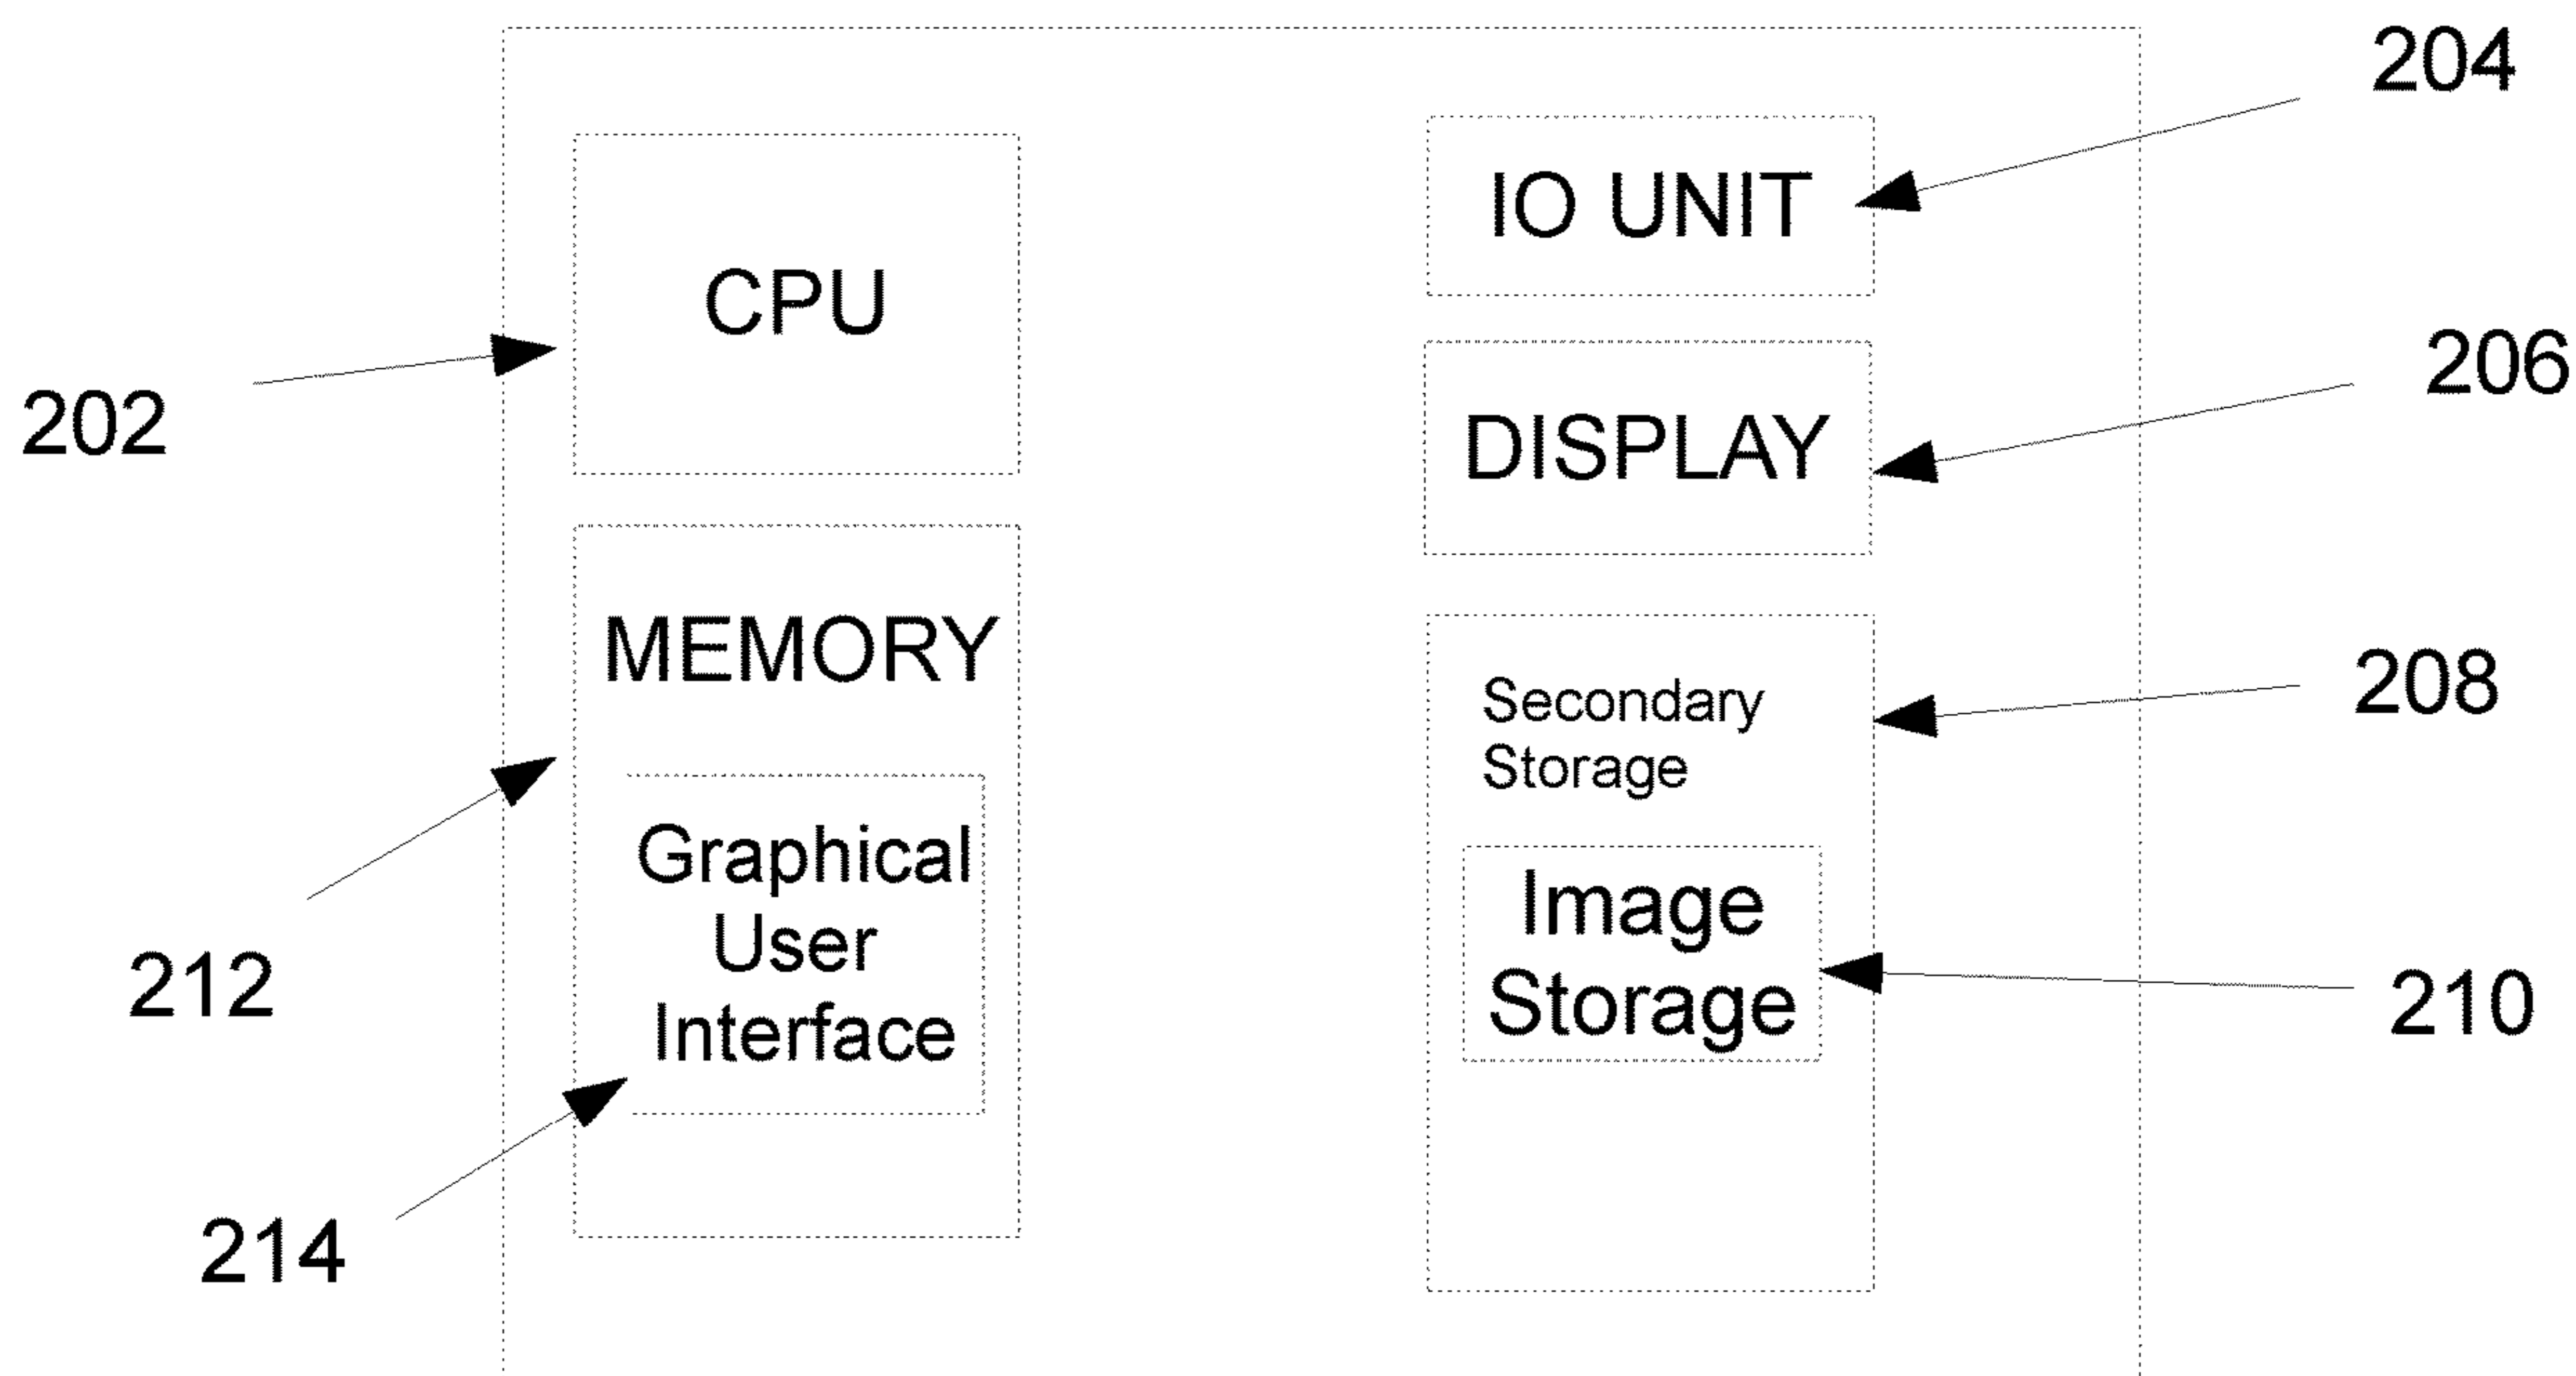 204
IO UNIT
CPU
206
202
DISPLAY
MEMORY
208
Secondary
Storage
Graphical
User
Interface
Image
Storage
212
210
214